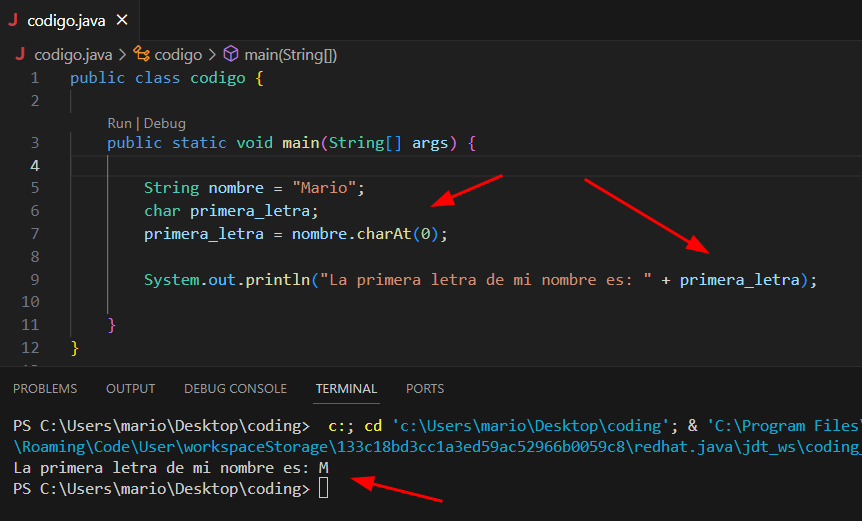 J codigo.java ×
J codigo.java > codigo > main(String[])
1 public class codigo {
2
Run | Debug
3 public static void main(String[] args) {
4
5 String nombre = "Mario";
6 char primera_letra;
7 primera_letra = nombre.charAt(0);
8
9 System.out.println("La primera letra de mi nombre es: " + primera_letra);
10
11 }
12 }
PROBLEMS OUTPUT DEBUG CONSOLE TERMINAL PORTS
PS C:\Users\mario\Desktop\coding> c:; cd 'c:\Users\mario\Desktop\coding'; & 'C:\Program Files\
\Roaming\Code\User\workspaceStorage\133c18bd3cc1a3ed59ac52966b0059c8\redhat.java\jdt_ws\coding_
La primera letra de mi nombre es: M
PS C:\Users\mario\Desktop\coding>